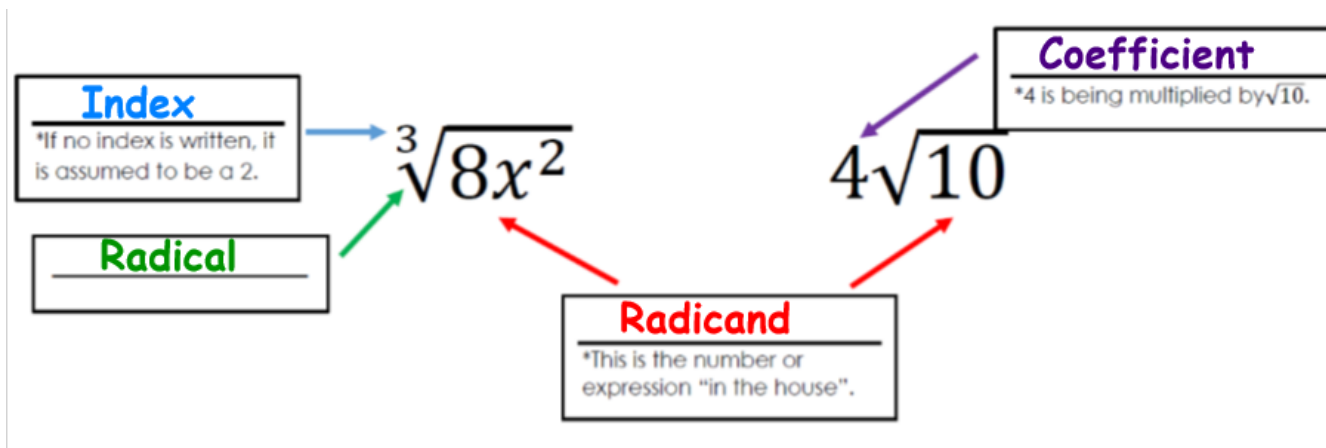 Coefficient
*4 is being multiplied by√10.
Index
*If no index is written, it
is assumed to be a 2.
∛8x²
4√10
Radical
Radicand
*This is the number or
expression “in the house”.